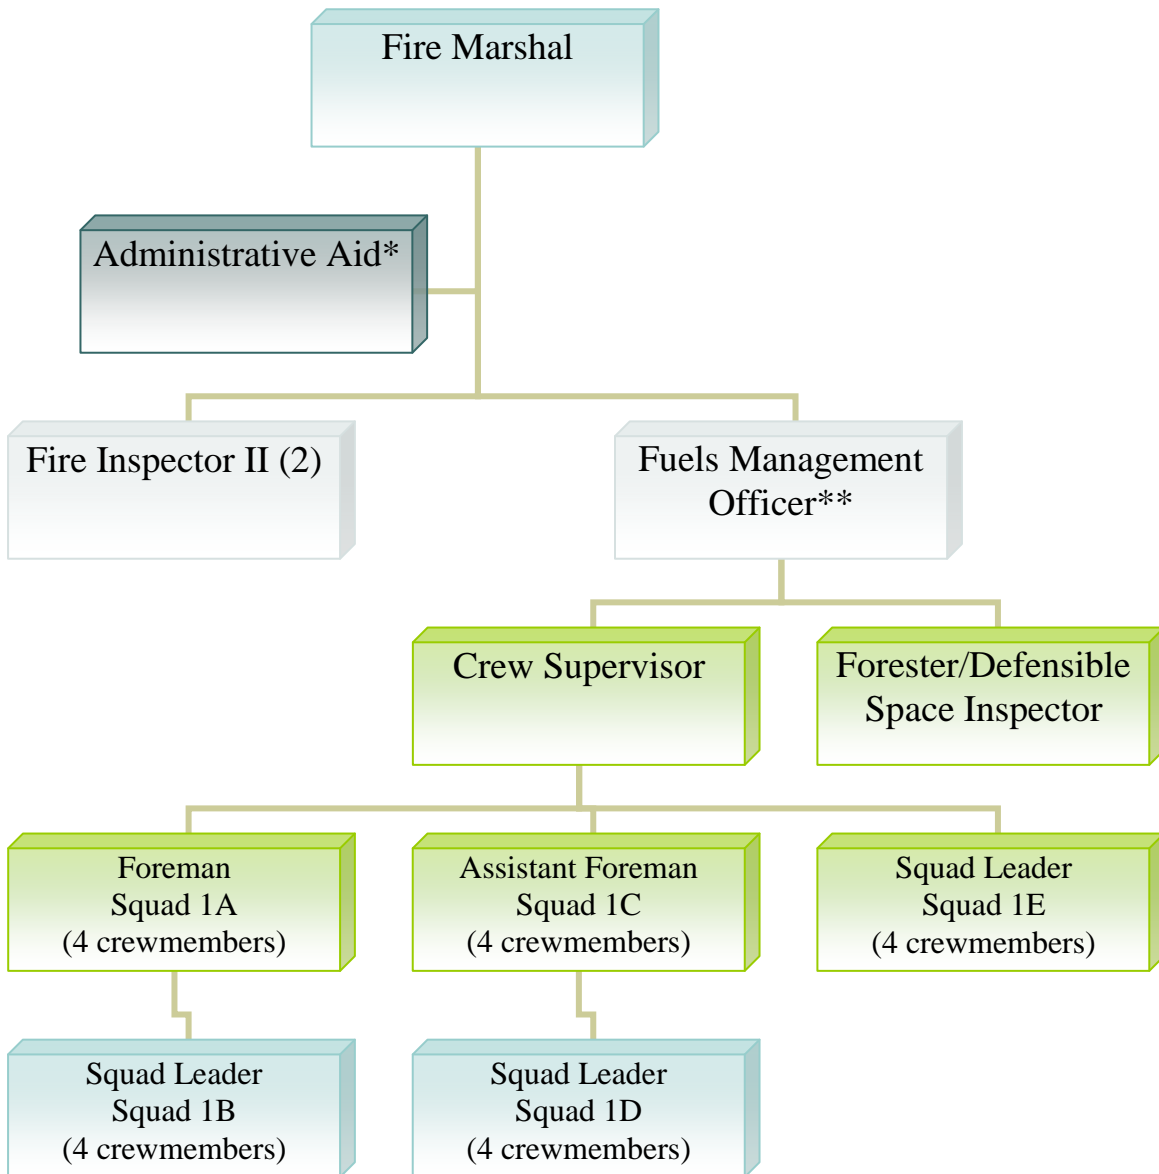 Fire Marshal
Administrative Aid*
Fire Inspector II (2)
Fuels Management
Officer**
Crew Supervisor
Forester/Defensible
Space Inspector
Foreman
Squad 1A
(4 crewmembers)
Assistant Foreman
Squad 1C
(4 crewmembers)
Squad Leader
Squad 1E
(4 crewmembers)
Squad Leader
Squad 1B
(4 crewmembers)
Squad Leader
Squad 1D
(4 crewmembers)